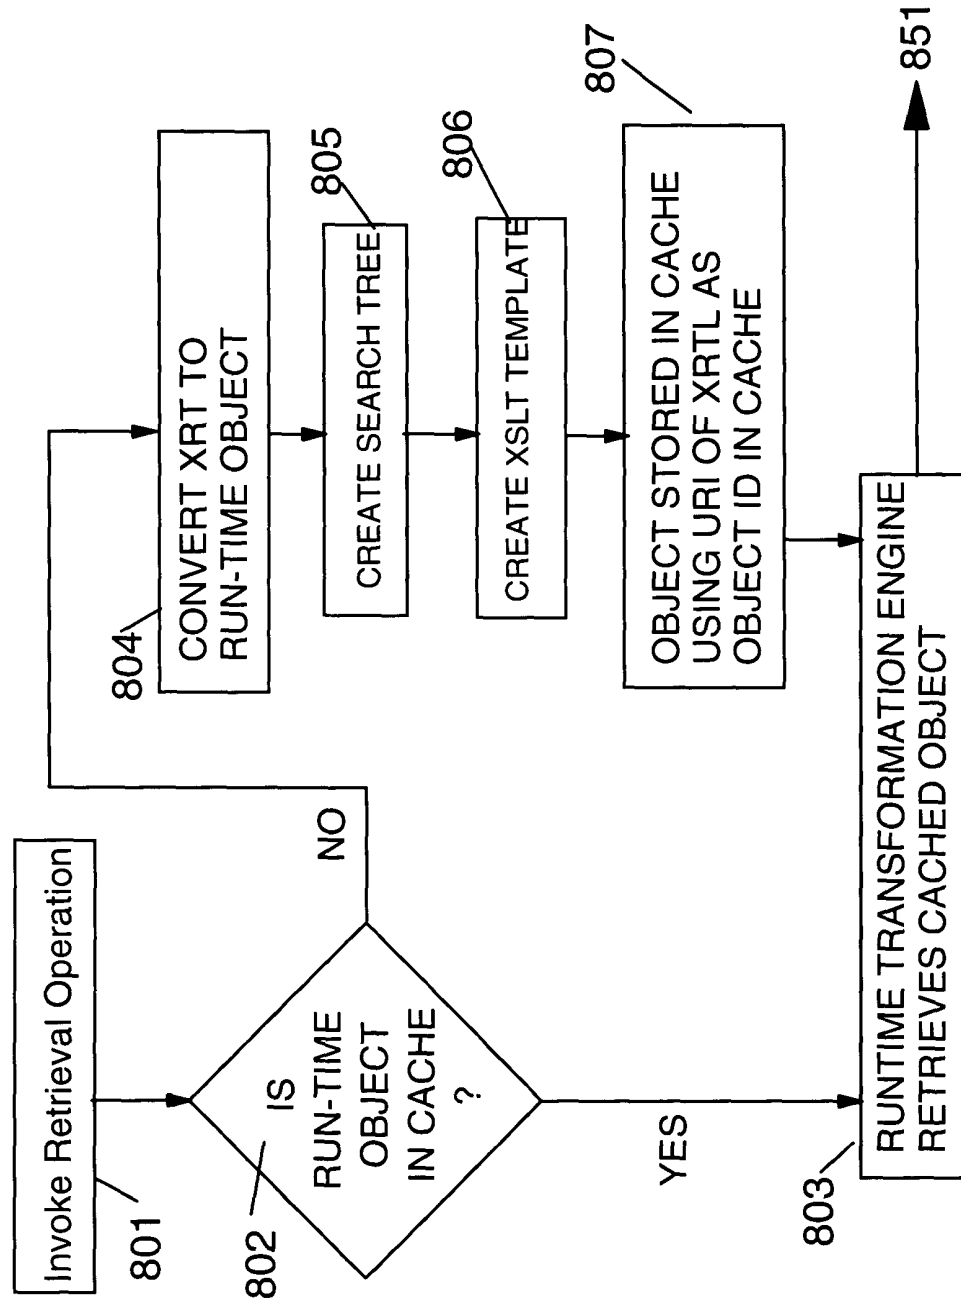 Invoke Retrieval Operation
801
IS
RUN-TIME
OBJECT
IN CACHE
?
802
NO
YES
804
CONVERT XRT TO
RUN-TIME OBJECT
805
CREATE SEARCH TREE
806
CREATE XSLT TEMPLATE
807
OBJECT STORED IN CACHE
USING URI OF XRTL AS
OBJECT ID IN CACHE
803
RUNTIME TRANSFORMATION ENGINE
RETRIEVES CACHED OBJECT
851